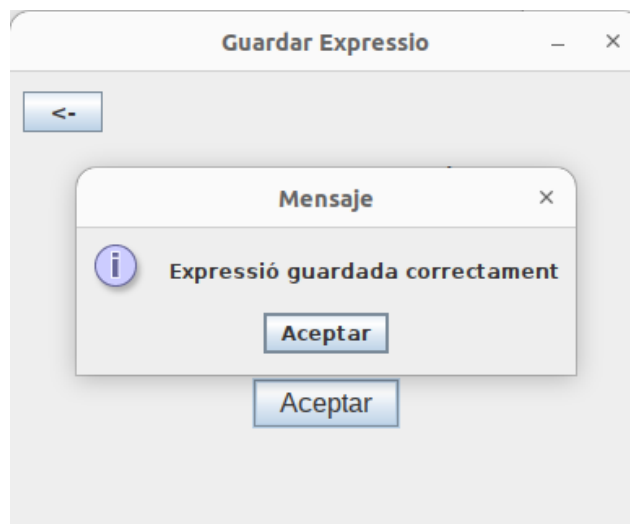 Guardar Expressio
<-
Mensaje
Expressió guardada correctament
Aceptar
Aceptar